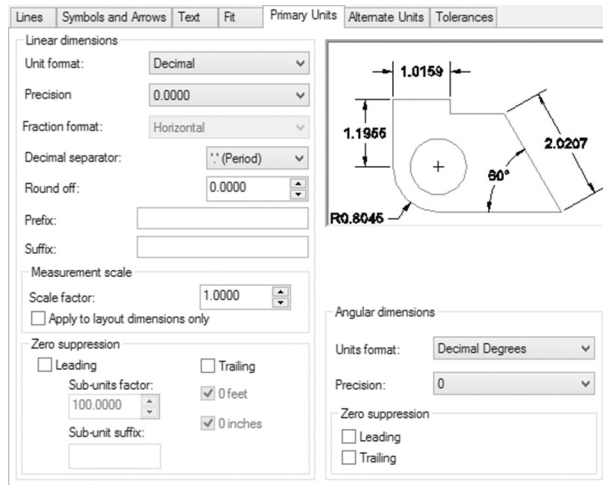 Lines Symbols and Arrows Text Fit Primary Units Alternate Units Tolerances
Linear dimensions
Unit format: Decimal
Precision 0.0000
Fraction format: Horizontal
Decimal separator: '.' (Period)
Round off: 0.0000
Prefix:
Suffix:
Measurement scale
Scale factor: 1.0000
Apply to layout dimensions only
Zero suppression
Leading
Trailing
Sub-units factor:
100.0000
0 feet
Sub-unit suffix:
0 inches
1.0159
1.1955
2.0207
60°
R0.8045
Angular dimensions
Units format: Decimal Degrees
Precision: 0
Zero suppression
Leading
Trailing